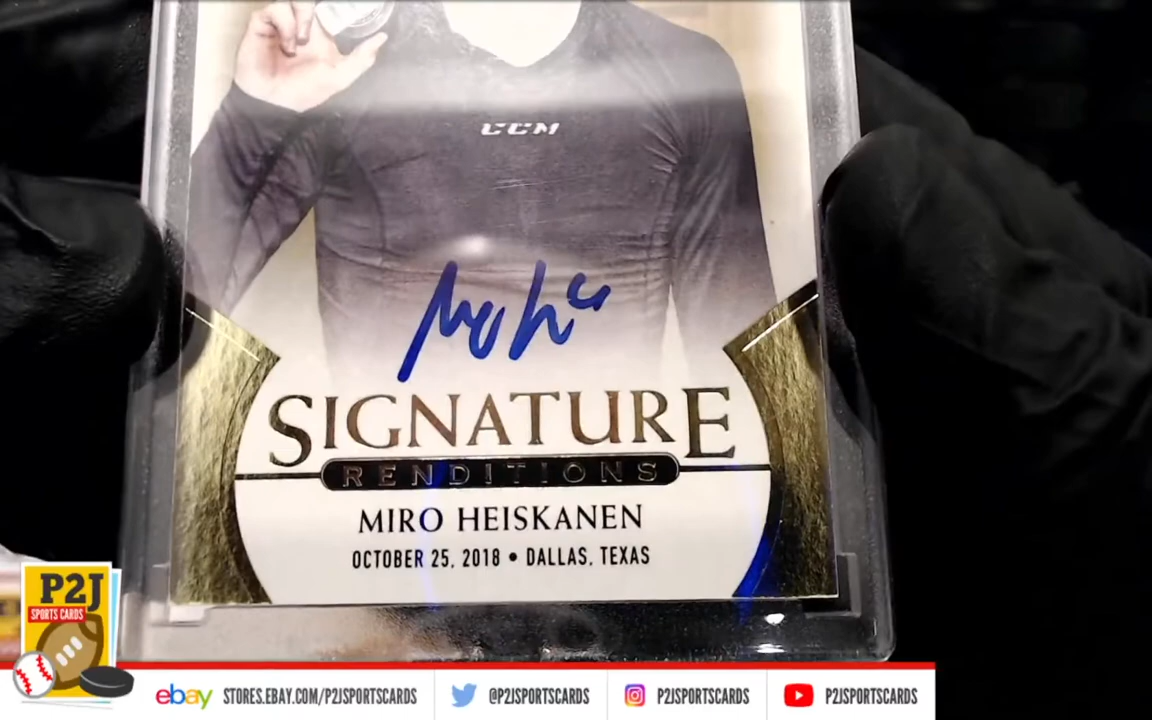 CCM
SIGNATURE
RENDITIONS
MIRO HEISKANEN
OCTOBER 25, 2018 • DALLAS, TEXAS
P2J
SPORTS CARDS
ebay STORES.EBAY.COM/P2JSPORTSCARDS @P2JSPORTSCARDS P2JSPORTSCARDS P2JSPORTSCARDS